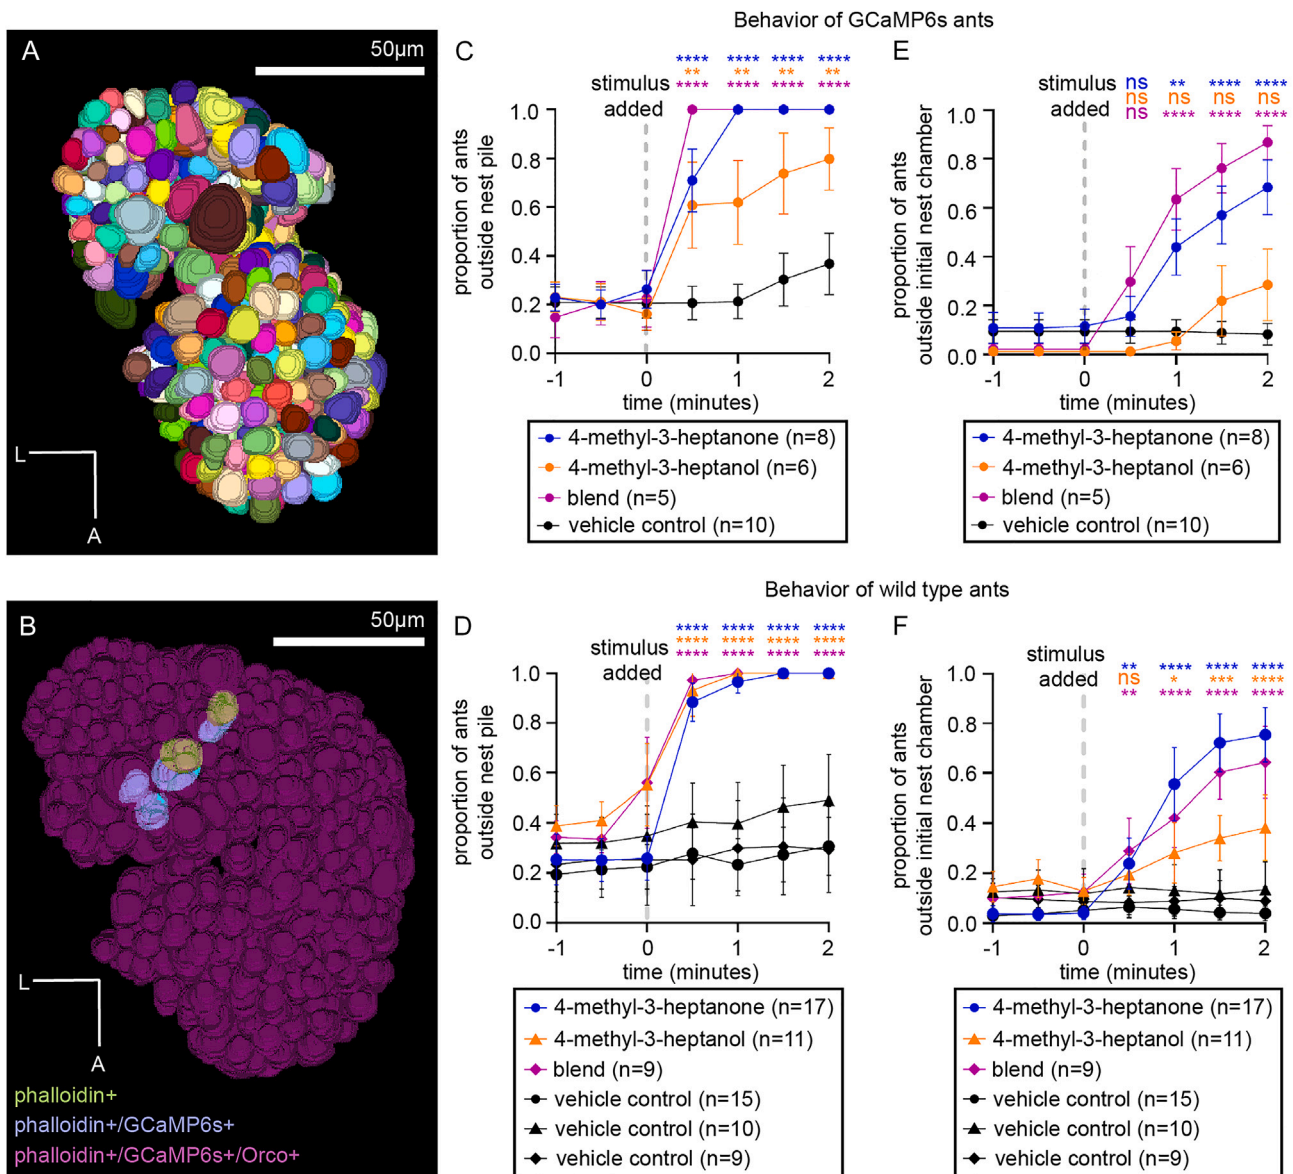 Behavior of GCaMP6s ants
A
50µm
L
A
C
**** **** **** ****
** ** ** **
**** **** **** ****
stimulus
added
proportion of ants
outside nest pile
1.0
0.8
0.6
0.4
0.2
0.0
-1 0 1 2
time (minutes)
4-methyl-3-heptanone (n=8)
4-methyl-3-heptanol (n=6)
blend (n=5)
vehicle control (n=10)
E
ns ** **** ****
ns ns ns ns
ns **** **** ****
stimulus
added
proportion of ants
outside initial nest chamber
1.0
0.8
0.6
0.4
0.2
0.0
-1 0 1 2
time (minutes)
4-methyl-3-heptanone (n=8)
4-methyl-3-heptanol (n=6)
blend (n=5)
vehicle control (n=10)
Behavior of wild type ants
B
50µm
L
A
phalloidin+
phalloidin+/GCaMP6s+
phalloidin+/GCaMP6s+/Orco+
D
**** **** **** ****
**** **** **** ****
**** **** **** ****
stimulus
added
proportion of ants
outside nest pile
1.0
0.8
0.6
0.4
0.2
0.0
-1 0 1 2
time (minutes)
4-methyl-3-heptanone (n=17)
4-methyl-3-heptanol (n=11)
blend (n=9)
vehicle control (n=15)
vehicle control (n=10)
vehicle control (n=9)
F
** **** **** ****
ns * *** ****
** **** **** ****
stimulus
added
proportion of ants
outside initial nest chamber
1.0
0.8
0.6
0.4
0.2
0.0
-1 0 1 2
time (minutes)
4-methyl-3-heptanone (n=17)
4-methyl-3-heptanol (n=11)
blend (n=9)
vehicle control (n=15)
vehicle control (n=10)
vehicle control (n=9)